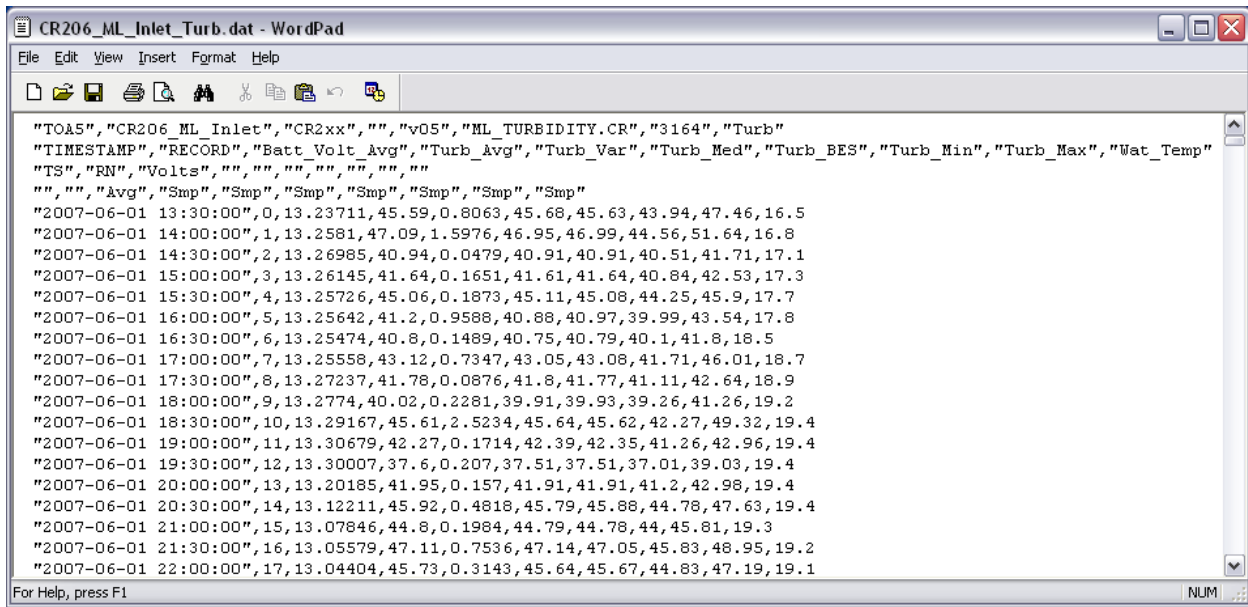 CR206_ML_Inlet_Turb.dat - WordPad
File Edit View Insert Format Help
"TOA5","CR206_ML_Inlet","CR2xx","","v05","ML_TURBIDITY.CR","3164","Turb"
"TIMESTAMP","RECORD","Batt_Volt_Avg","Turb_Avg","Turb_Var","Turb_Med","Turb_BES","Turb_Min","Turb_Max","Wat_Temp"
"TS","RN","Volts","","","","","","",""
"","","Avg","Smp","Smp","Smp","Smp","Smp","Smp","Smp"
"2007-06-01 13:30:00",0,13.23711,45.59,0.8063,45.68,45.63,43.94,47.46,16.5
"2007-06-01 14:00:00",1,13.2581,47.09,1.5976,46.95,46.99,44.56,51.64,16.8
"2007-06-01 14:30:00",2,13.26985,40.94,0.0479,40.91,40.91,40.51,41.71,17.1
"2007-06-01 15:00:00",3,13.26145,41.64,0.1651,41.61,41.64,40.84,42.53,17.3
"2007-06-01 15:30:00",4,13.25726,45.06,0.1873,45.11,45.08,44.25,45.9,17.7
"2007-06-01 16:00:00",5,13.25642,41.2,0.9588,40.88,40.97,39.99,43.54,17.8
"2007-06-01 16:30:00",6,13.25474,40.8,0.1489,40.75,40.79,40.1,41.8,18.5
"2007-06-01 17:00:00",7,13.25558,43.12,0.7347,43.05,43.08,41.71,46.01,18.7
"2007-06-01 17:30:00",8,13.27237,41.78,0.0876,41.8,41.77,41.11,42.64,18.9
"2007-06-01 18:00:00",9,13.2774,40.02,0.2281,39.91,39.93,39.26,41.26,19.2
"2007-06-01 18:30:00",10,13.29167,45.61,2.5234,45.64,45.62,42.27,49.32,19.4
"2007-06-01 19:00:00",11,13.30679,42.27,0.1714,42.39,42.35,41.26,42.96,19.4
"2007-06-01 19:30:00",12,13.30007,37.6,0.207,37.51,37.51,37.01,39.03,19.4
"2007-06-01 20:00:00",13,13.20185,41.95,0.157,41.91,41.91,41.2,42.98,19.4
"2007-06-01 20:30:00",14,13.12211,45.92,0.4818,45.79,45.88,44.78,47.63,19.4
"2007-06-01 21:00:00",15,13.07846,44.8,0.1984,44.79,44.78,44,45.81,19.3
"2007-06-01 21:30:00",16,13.05579,47.11,0.7536,47.14,47.05,45.83,48.95,19.2
"2007-06-01 22:00:00",17,13.04404,45.73,0.3143,45.64,45.67,44.83,47.19,19.1
For Help, press F1
NUM